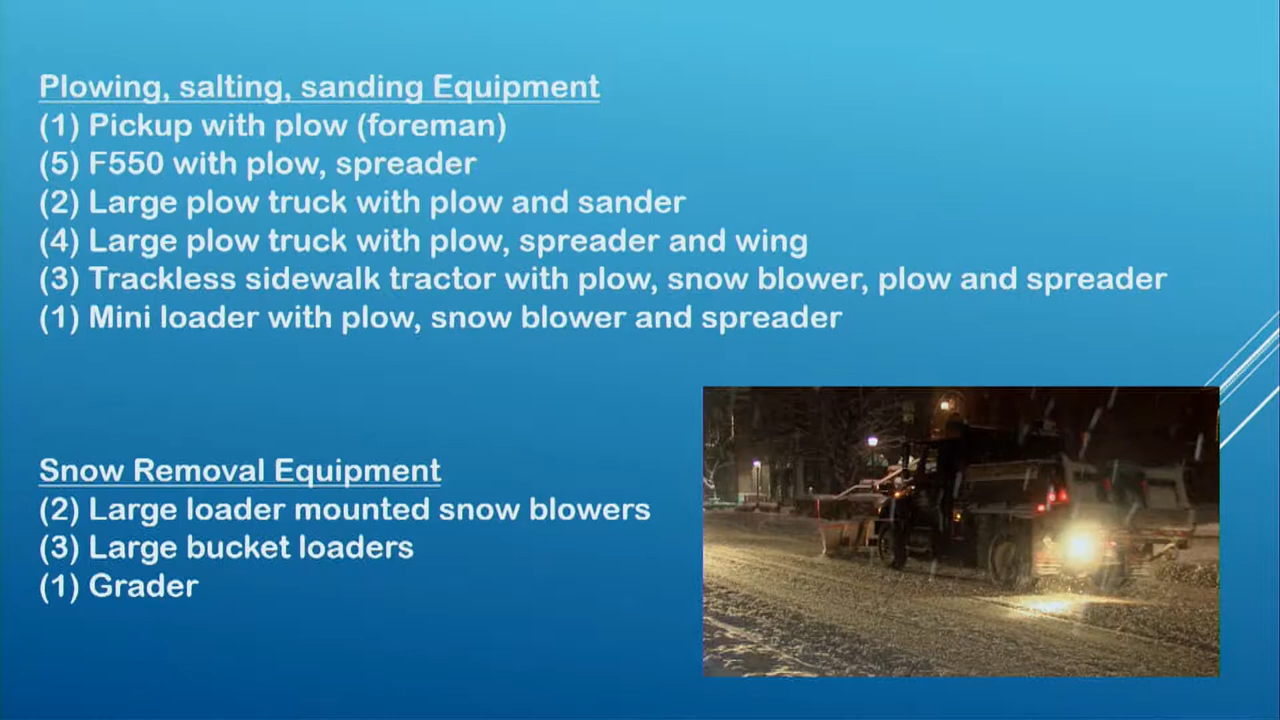 Plowing, salting, sanding Equipment
(1) Pickup with plow (foreman)
(5) F550 with plow, spreader
(2) Large plow truck with plow and sander
(4) Large plow truck with plow, spreader and wing
(3) Trackless sidewalk tractor with plow, snow blower, plow and spreader
(1) Mini loader with plow, snow blower and spreader
Snow Removal Equipment
(2) Large loader mounted snow blowers
(3) Large bucket loaders
(1) Grader